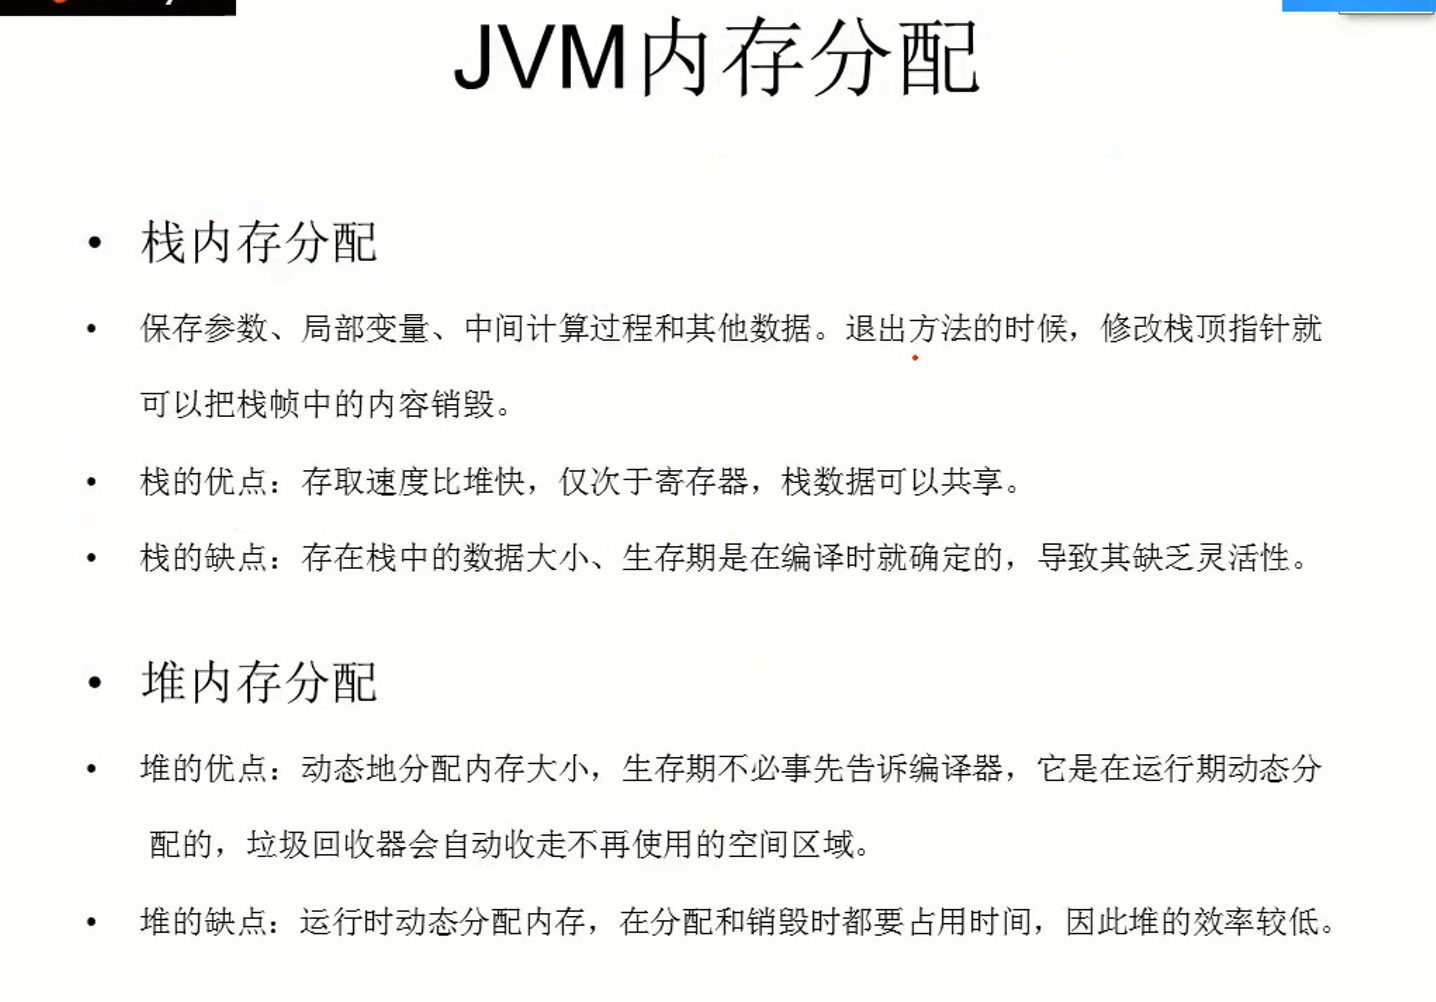 JVM内存分配
• 栈内存分配
• 保存参数、局部变量、中间计算过程和其他数据。退出方法的时候，修改栈顶指针就
可以把栈帧中的内容销毁。
• 栈的优点：存取速度比堆快，仅次于寄存器，栈数据可以共享。
• 栈的缺点：存在栈中的数据大小、生存期是在编译时就确定的，导致其缺乏灵活性。
• 堆内存分配
• 堆的优点：动态地分配内存大小，生存期不必事先告诉编译器，它是在运行期动态分
配的，垃圾回收器会自动收走不再使用的空间区域。
• 堆的缺点：运行时动态分配内存，在分配和销毁时都要占用时间，因此堆的效率较低。